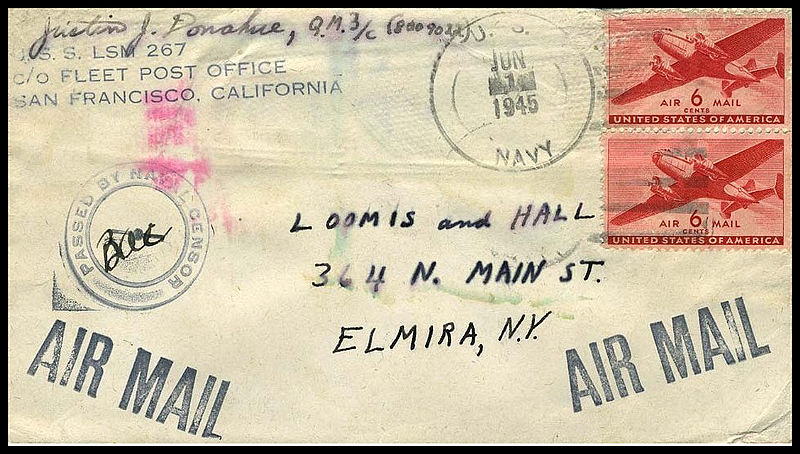 Justin J. Donahue, Q.M. 3/c
U.S.S. LSM 267
C/O FLEET POST OFFICE
SAN FRANCISCO, CALIFORNIA
U. S.
JUN
1
1945
NAVY
AIR 6 MAIL
CENTS
UNITED STATES OF AMERICA
AIR 6 MAIL
CENTS
UNITED STATES OF AMERICA
PASSED BY NAVAL CENSOR
LOOMIS and HALL
364 N. MAIN ST.
ELMIRA, N.Y.
AIR MAIL
AIR MAIL